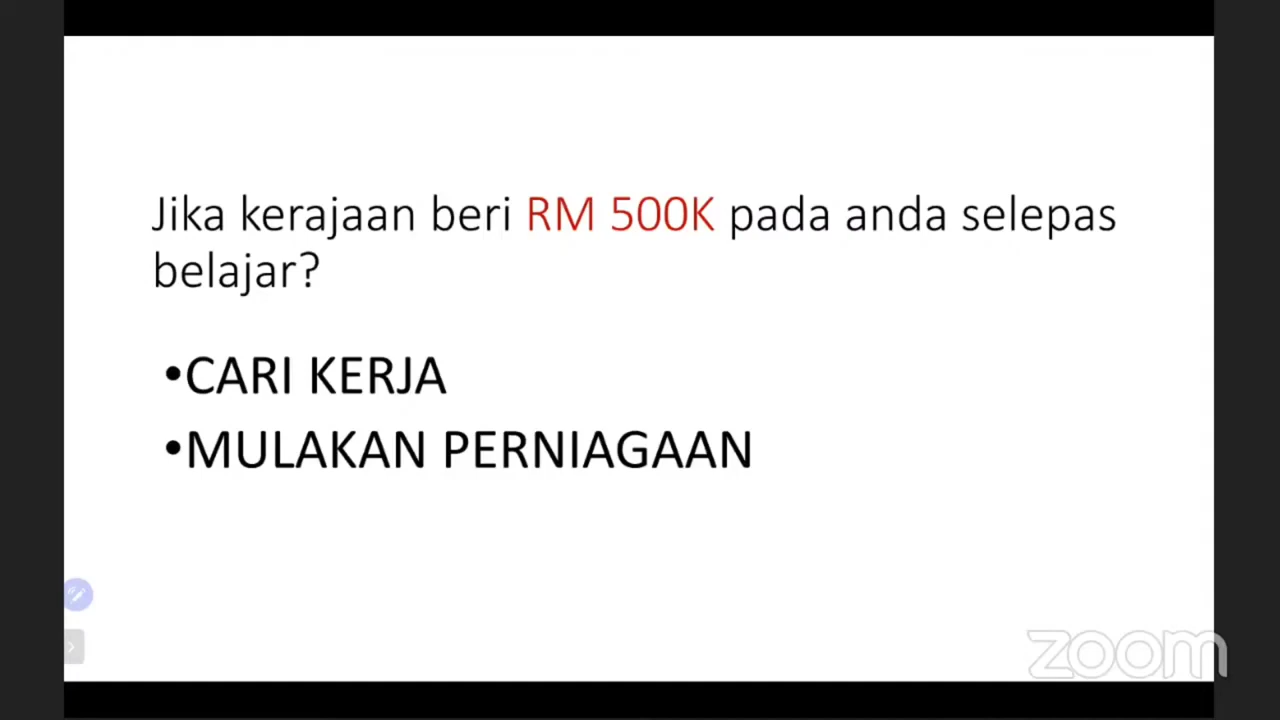 Jika kerajaan beri RM 500K pada anda selepas
belajar?
•CARI KERJA
•MULAKAN PERNIAGAAN
zoom